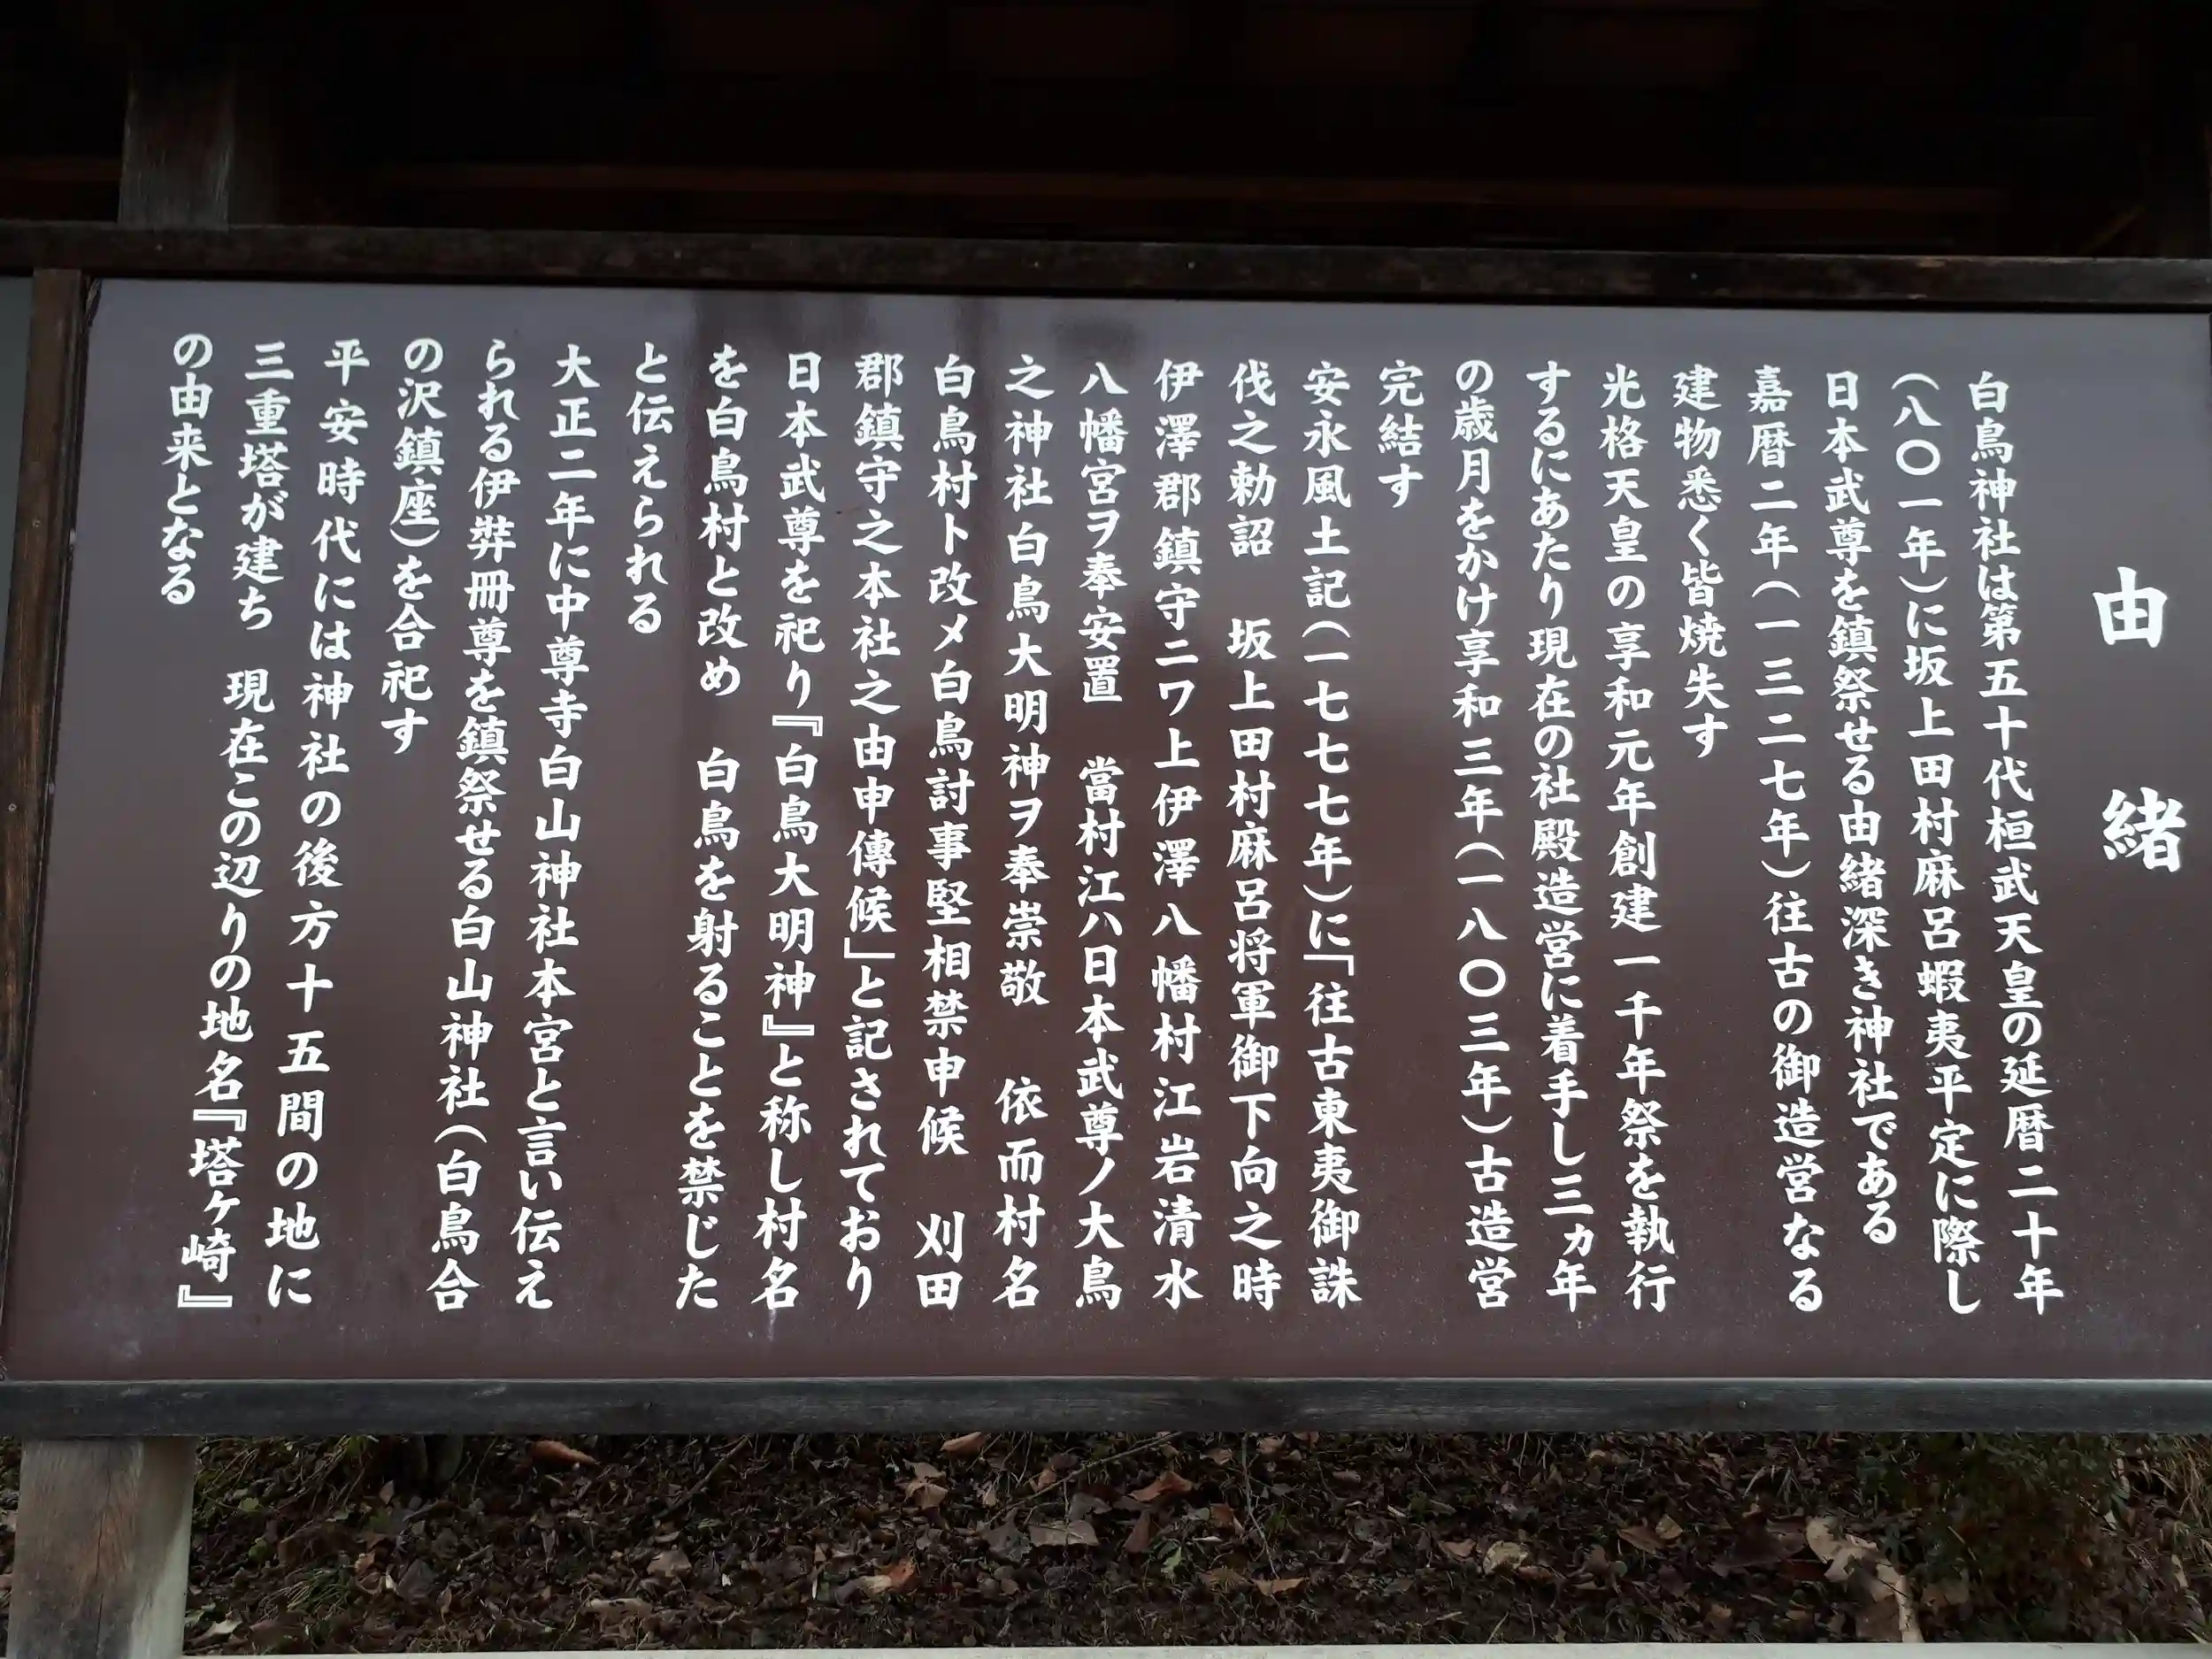 由緒
白鳥神社は第五十代桓武天皇の延暦二十年
(八〇一年)に坂上田村麻呂蝦夷平定に際し
日本武尊を鎮祭せる由緒深き神社である
嘉暦二年(一三二七年)往古の御造営なる
建物悉く皆焼失す
光格天皇の享和元年創建一千年祭を執行
するにあたり現在の社殿造営に着手し三ヵ年
の歳月をかけ享和三年(一八〇三年)古造営
完結す
安永風土記(一七七七年)に「往古東夷御誅
伐之勅詔 坂上田村麻呂将軍御下向之時
伊澤郡鎮守ニワ上伊澤八幡村江岩清水
八幡宮ヲ奉安置 當村江ハ日本武尊ノ大鳥
之神社白鳥大明神ヲ奉崇敬 依而村名
白鳥村ト改メ白鳥討事堅相禁申候 刈田
郡鎮守之本社之由申傳候」と記されており
日本武尊を祀り『白鳥大明神』と称し村名
を白鳥村と改め 白鳥を射ることを禁じた
と伝えられる
大正二年に中尊寺白山神社本宮と言い伝え
られる伊弉冊尊を鎮祭せる白山神社(白鳥合
の沢鎮座)を合祀す
平安時代には神社の後方十五間の地に
三重塔が建ち 現在この辺りの地名『塔ヶ崎』
の由来となる